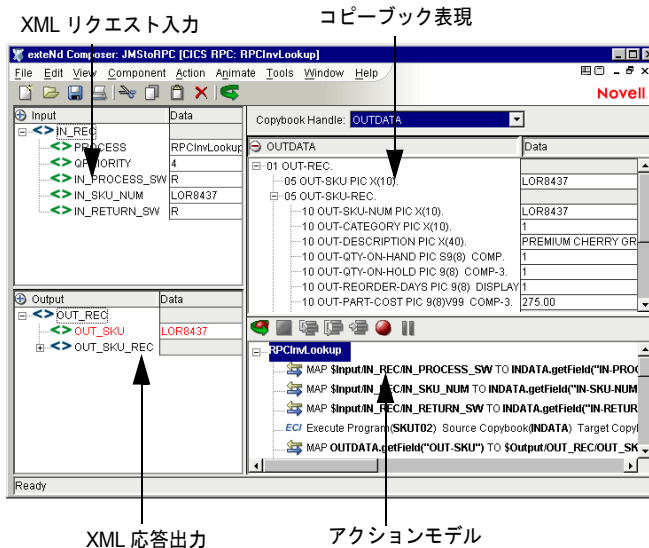 XML リクエスト入力
コピーブック表現
exteNd Composer: JMStoRPC [CICS RPC: RPCInvLookup]
File Edit View Component Action Animate Tools Window Help
Novell
Input Data
IN_REC
PROCESS RPCInvLookup
QPRIORITY 4
IN_PROCESS_SW R
IN_SKU_NUM LOR8437
IN_RETURN_SW R
Copybook Handle: OUTDATA
OUTDATA Data
01 OUT-REC.
05 OUT-SKU PIC X(10). LOR8437
05 OUT-SKU-REC.
10 OUT-SKU-NUM PIC X(10). LOR8437
10 OUT-CATEGORY PIC X(10). 1
10 OUT-DESCRIPTION PIC X(40). PREMIUM CHERRY GR
10 OUT-QTY-ON-HAND PIC S9(8) COMP. 1
10 OUT-QTY-ON-HOLD PIC 9(8) COMP-3. 1
10 OUT-REORDER-DAYS PIC 9(8) DISPLAY 1
10 OUT-PART-COST PIC 9(8)V99 COMP-3. 275.00
Output Data
OUT_REC
OUT_SKU LOR8437
OUT_SKU_REC
RPCInvLookup
MAP $Input/IN_REC/IN_PROCESS_SW TO INDATA.getField("IN-PROC
MAP $Input/IN_REC/IN_SKU_NUM TO INDATA.getField("IN-SKU-NUM
MAP $Input/IN_REC/IN_RETURN_SW TO INDATA.getField("IN-RETUR
ECI Execute Program(SKUT02) Source Copybook(INDATA) Target Copyl
MAP OUTDATA.getField("OUT-SKU") TO $Output/OUT_REC/OUT_SK
Ready
XML 応答出力
アクションモデル